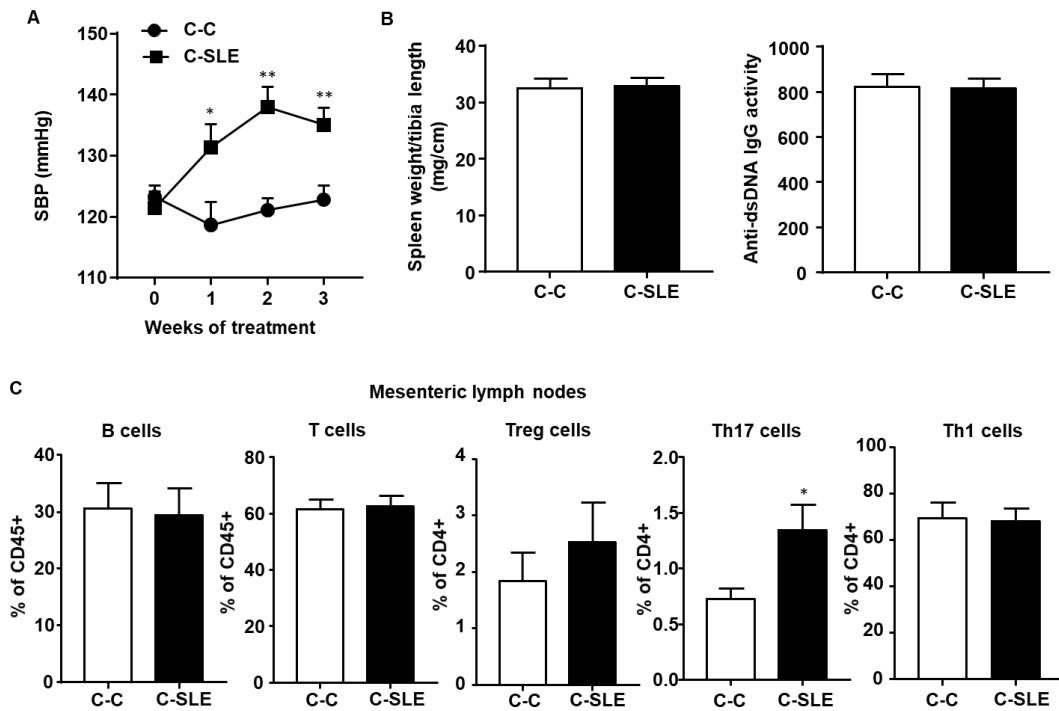 A
C-C
C-SLE
SBP (mmHg)
150
140
130
120
110
*
**
**
0 1 2 3
Weeks of treatment
B
Spleen weight/tibia length
(mg/cm)
40
30
20
10
0
C-C C-SLE
Anti-dsDNA IgG activity
1000
800
600
400
200
0
C-C C-SLE
C
Mesenteric lymph nodes
B cells
% of CD45+
40
30
20
10
0
C-C C-SLE
T cells
% of CD45+
80
60
40
20
0
C-C C-SLE
Treg cells
% of CD4+
4
3
2
1
0
C-C C-SLE
Th17 cells
% of CD4+
2.0
1.5
1.0
0.5
0.0
*
C-C C-SLE
Th1 cells
% of CD4+
100
80
60
40
20
0
C-C C-SLE